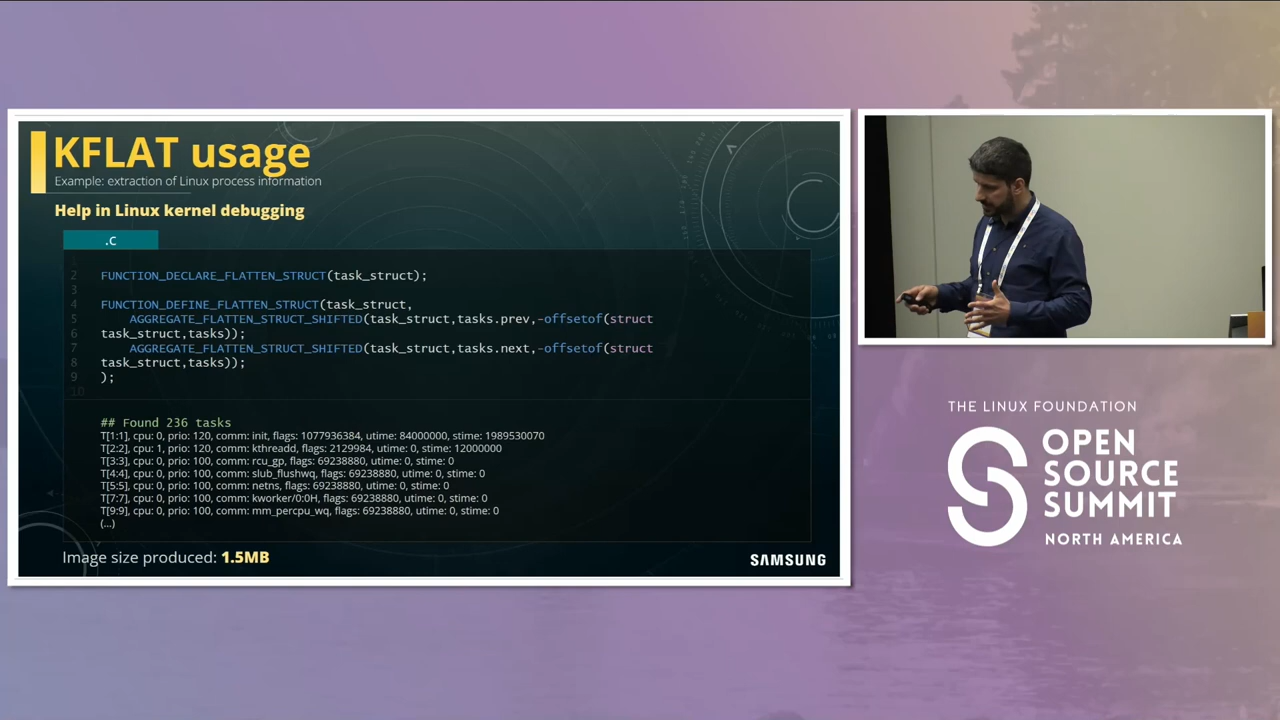 KFLAT usage
Example: extraction of Linux process information
Help in Linux kernel debugging
.C
1
2 FUNCTION_DECLARE_FLATTEN_STRUCT(task_struct);
3
4 FUNCTION_DEFINE_FLATTEN_STRUCT(task_struct,
5 AGGREGATE_FLATTEN_STRUCT_SHIFTED(task_struct,tasks.prev,-offsetof(struct
6 task_struct,tasks));
7 AGGREGATE_FLATTEN_STRUCT_SHIFTED(task_struct,tasks.next,-offsetof(struct
8 task_struct,tasks));
9 );
10
## Found 236 tasks
T[1:1], cpu: 0, prio: 120, comm: init, flags: 1077936384, utime: 84000000, stime: 1989530070
T[2:2], cpu: 1, prio: 120, comm: kthreadd, flags: 2129984, utime: 0, stime: 12000000
T[3:3], cpu: 0, prio: 100, comm: rcu_gp, flags: 69238880, utime: 0, stime: 0
T[4:4], cpu: 0, prio: 100, comm: slub_flushwq, flags: 69238880, utime: 0, stime: 0
T[5:5], cpu: 0, prio: 100, comm: netns, flags: 69238880, utime: 0, stime: 0
T[7:7], cpu: 0, prio: 100, comm: kworker/0:0H, flags: 69238880, utime: 0, stime: 0
T[9:9], cpu: 0, prio: 100, comm: mm_percpu_wq, flags: 69238880, utime: 0, stime: 0
(...)
Image size produced: 1.5MB
SAMSUNG
THE LINUX FOUNDATION
OPEN
SOURCE
SUMMIT
NORTH AMERICA